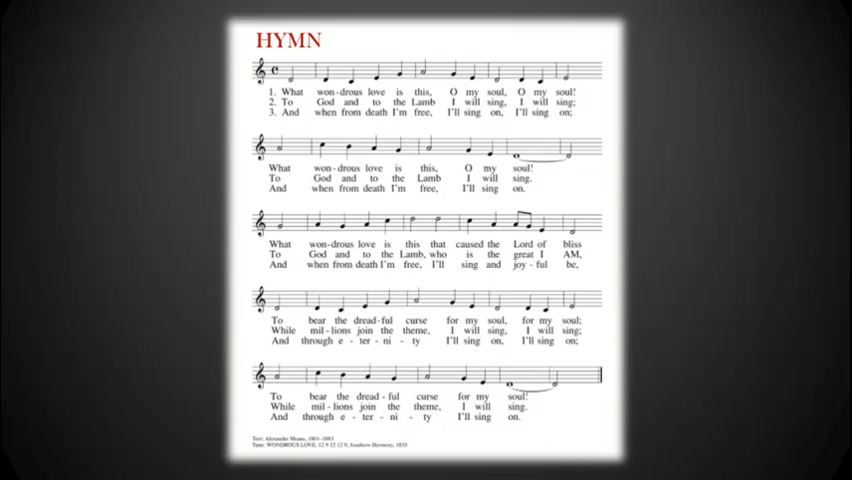 HYMN
1. What won-drous love is this, O my soul, O my soul!
2. To God and to the Lamb I will sing, I will sing;
3. And when from death I'm free, I'll sing on, I'll sing on;
What won-drous love is this, O my soul!
To God and to the Lamb I will sing.
And when from death I'm free, I'll sing on.
What won-drous love is this that caused the Lord of bliss
To God and to the Lamb, who is the great I AM,
And when from death I'm free, I'll sing and joy-ful be,
To bear the dread-ful curse for my soul, for my soul;
While mil-lions join the theme, I will sing, I will sing;
And through e-ter-ni-ty I'll sing on, I'll sing on;
To bear the dread-ful curse for my soul!
While mil-lions join the theme, I will sing.
And through e-ter-ni-ty I'll sing on.
Text: Alexander Means, 1801-1883
Tune: WONDROUS LOVE, 12 9 12 12 9; Southern Harmony, 1835